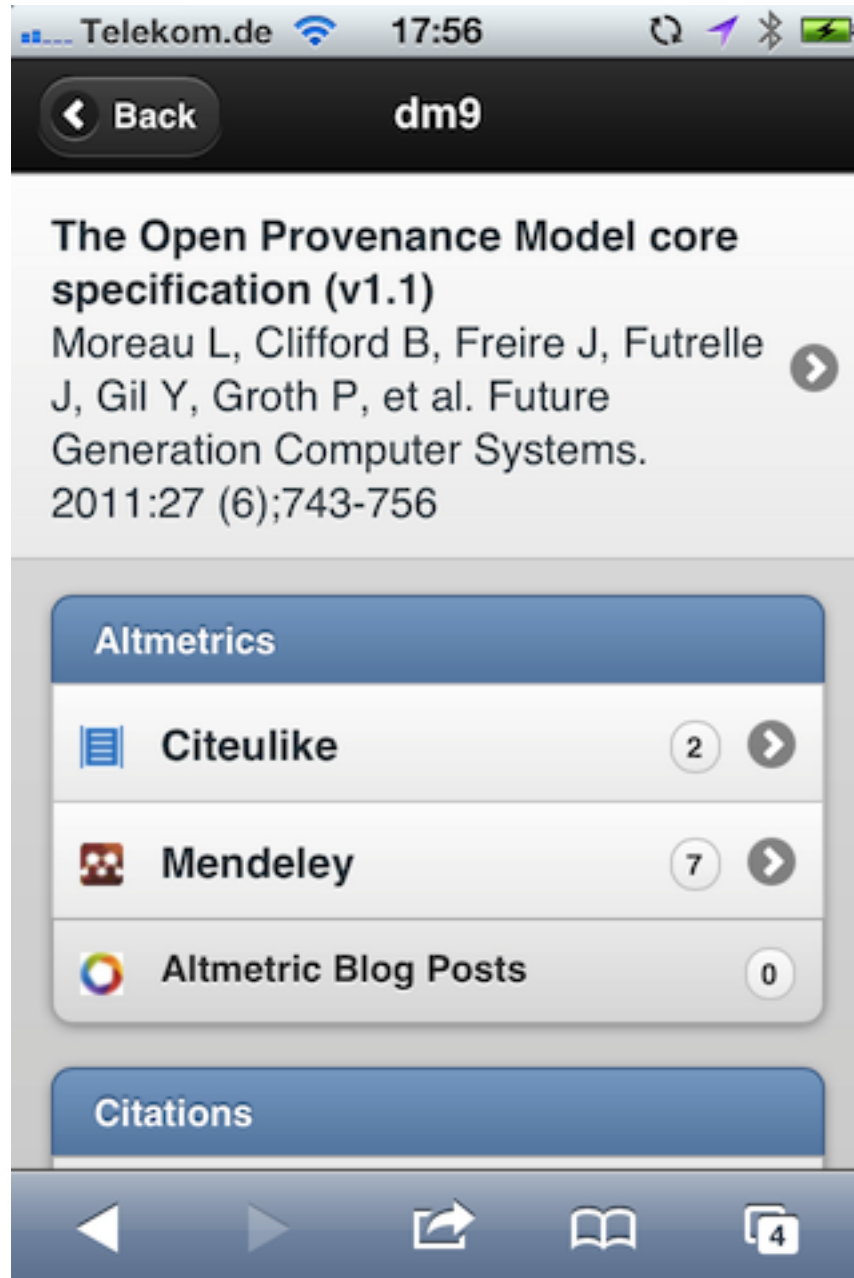 Telekom.de 17:56
Back dm9
The Open Provenance Model core
specification (v1.1)
Moreau L, Clifford B, Freire J, Futrelle
J, Gil Y, Groth P, et al. Future
Generation Computer Systems.
2011:27 (6);743-756
Altmetrics
Citeulike 2
Mendeley 7
Altmetric Blog Posts 0
Citations
4